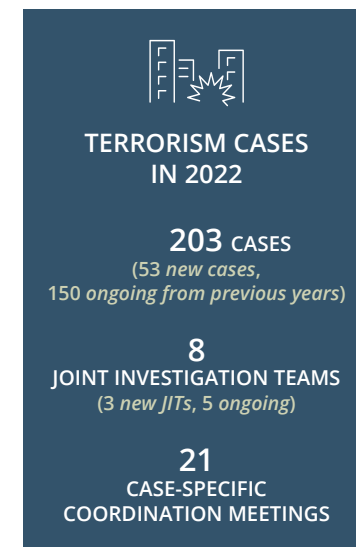 TERRORISM CASES
IN 2022
203 CASES
(53 new cases,
150 ongoing from previous years)
8
JOINT INVESTIGATION TEAMS
(3 new JITs, 5 ongoing)
21
CASE-SPECIFIC
COORDINATION MEETINGS